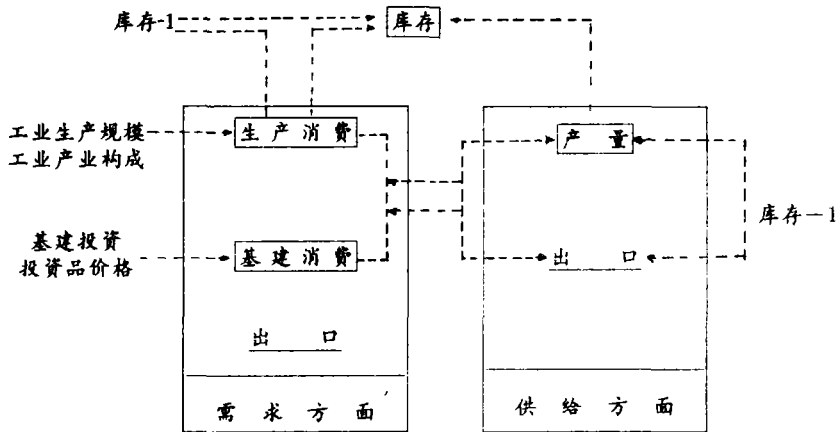 库存-1
库存
工业生产规模
工业产业构成
生产消费
产量
库存-1
基建投资
投资品价格
基建消费
出口
出口
需求方面
供给方面